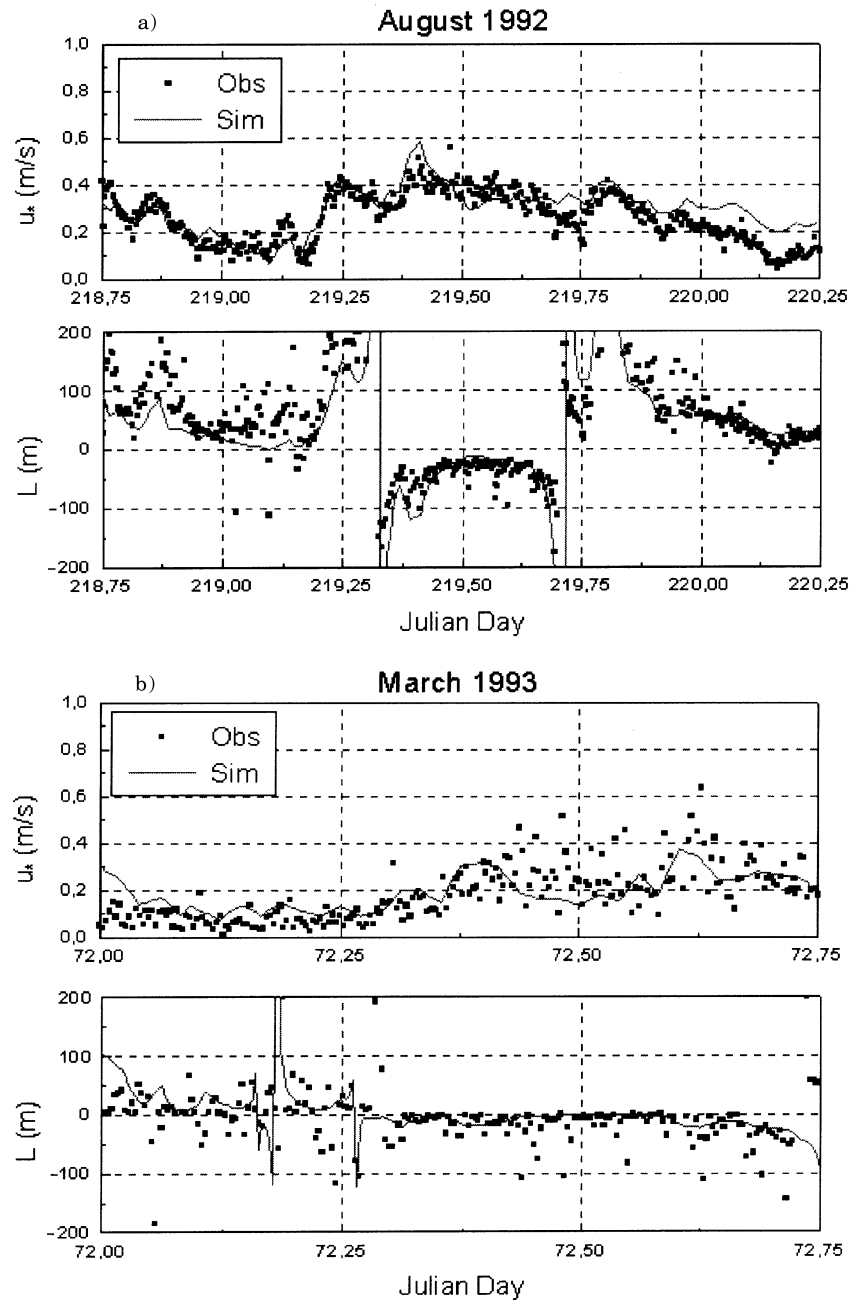 a)
August 1992
1,0
0,8
0,6
0,4
0,2
0,0
u* (m/s)
Obs
Sim
218,75 219,00 219,25 219,50 219,75 220,00 220,25
200
100
0
-100
-200
L (m)
218,75 219,00 219,25 219,50 219,75 220,00 220,25
Julian Day
b)
March 1993
1,0
0,8
0,6
0,4
0,2
0,0
u* (m/s)
Obs
Sim
72,00 72,25 72,50 72,75
200
100
0
-100
-200
L (m)
72,00 72,25 72,50 72,75
Julian Day